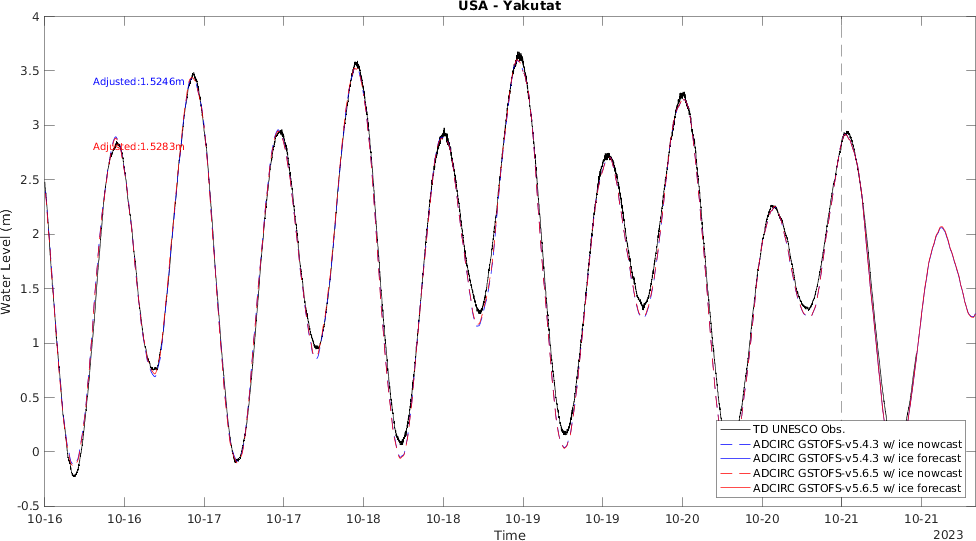 USA - Yakutat
4
3.5
3
2.5
2
1.5
1
0.5
0
-0.5
Water Level (m)
Adjusted:1.5246m
Adjusted:1.5283m
TD UNESCO Obs.
ADCIRC GSTOFS-v5.4.3 w/ ice nowcast
ADCIRC GSTOFS-v5.4.3 w/ ice forecast
ADCIRC GSTOFS-v5.6.5 w/ ice nowcast
ADCIRC GSTOFS-v5.6.5 w/ ice forecast
10-16 10-16 10-17 10-17 10-18 10-18 10-19 10-19 10-20 10-20 10-21 10-21
2023
Time